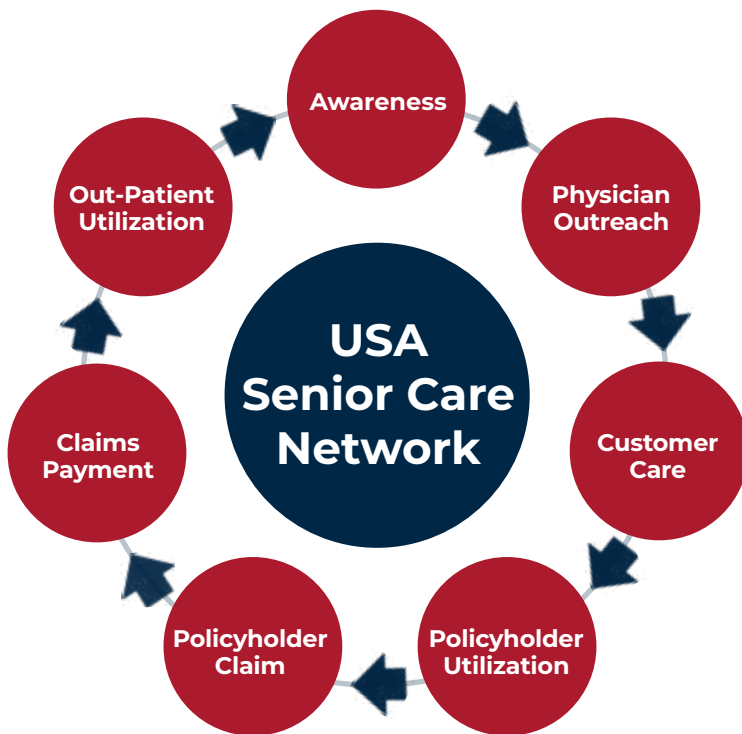 Awareness
Physician
Outreach
Customer
Care
Policyholder
Utilization
Policyholder
Claim
Claims
Payment
Out-Patient
Utilization
USA
Senior Care
Network